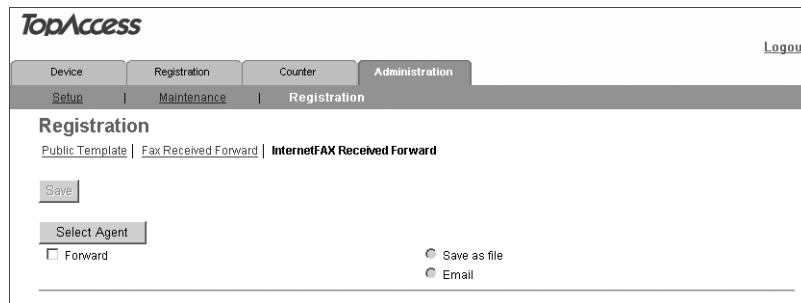 TopAccess
Logou
Device Registration Counter Administration
Setup | Maintenance | Registration
Registration
Public Template | Fax Received Forward | InternetFAX Received Forward
Save
Select Agent
Forward Save as file
Email